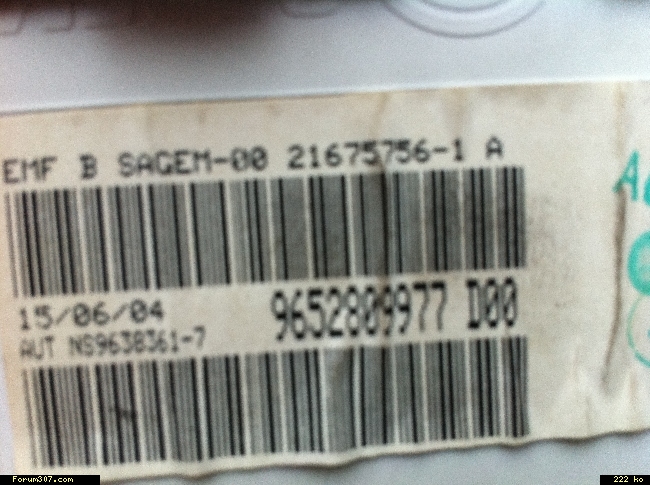 EMF B SAGEM-00 21675756-1 A
15/06/04
9652809977 D00
AUT NS9638361-7
Forum307.com
222 ko